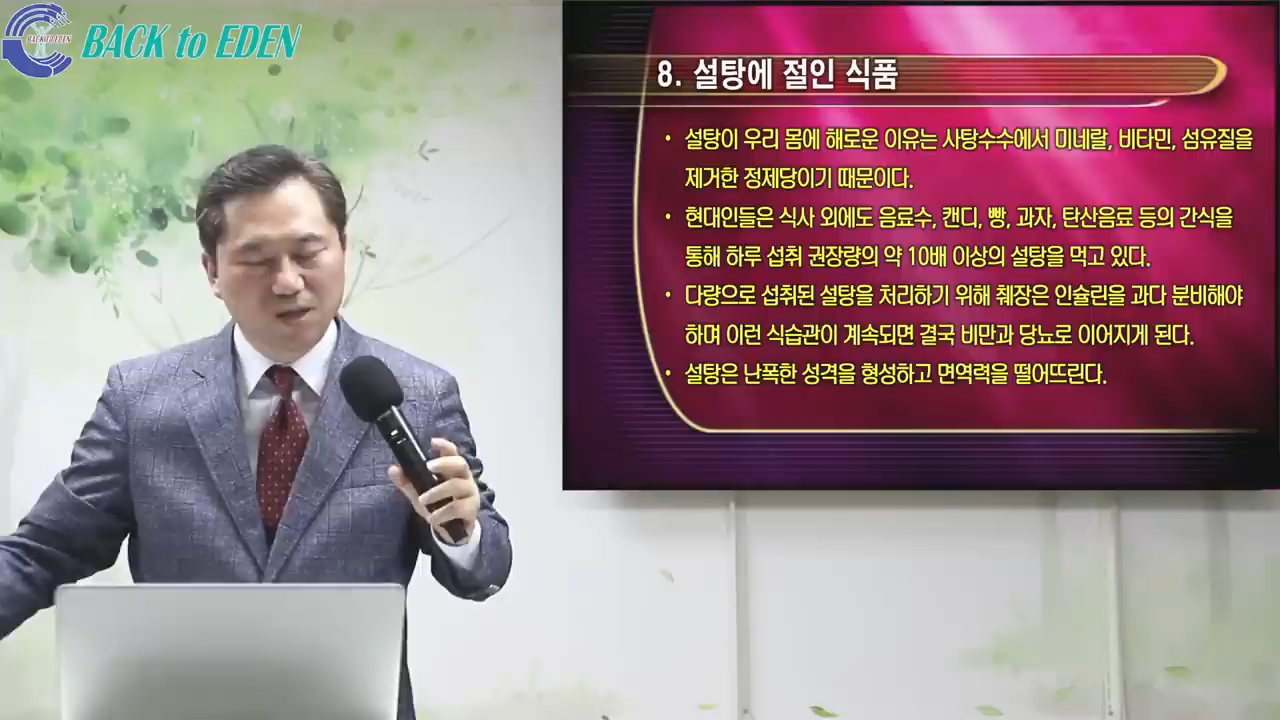 BACK to EDEN
BACK TO EDEN
8. 설탕에 절인 식품
• 설탕이 우리 몸에 해로운 이유는 사탕수수에서 미네랄, 비타민, 섬유질을
제거한 정제당이기 때문이다.
• 현대인들은 식사 외에도 음료수, 캔디, 빵, 과자, 탄산음료 등의 간식을
통해 하루 섭취 권장량의 약 10배 이상의 설탕을 먹고 있다.
• 다량으로 섭취된 설탕을 처리하기 위해 췌장은 인슐린을 과다 분비해야
하며 이런 식습관이 계속되면 결국 비만과 당뇨로 이어지게 된다.
• 설탕은 난폭한 성격을 형성하고 면역력을 떨어뜨린다.